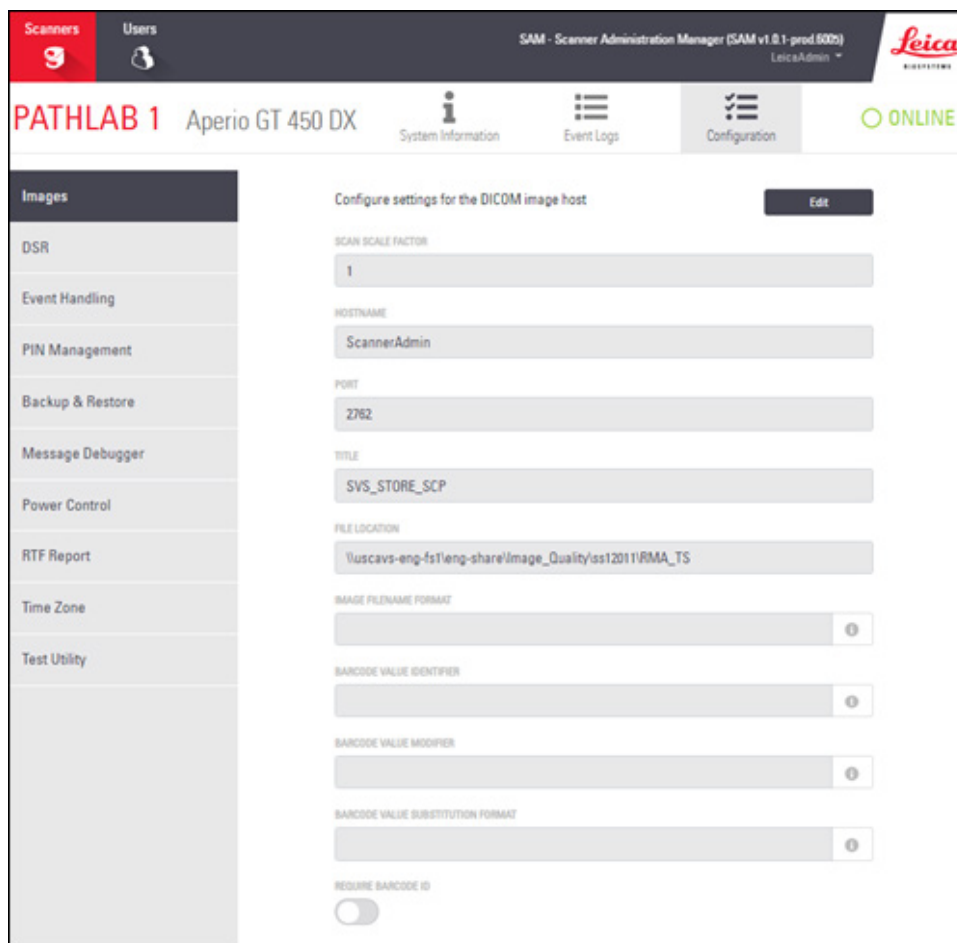 Scanners
Users
SAM - Scanner Administration Manager (SAM v1.0.1-prod.6005)
LeicaAdmin
Leica
BIOSYSTEMS
PATHLAB 1
Aperio GT 450 DX
System Information
Event Logs
Configuration
ONLINE
Images
DSR
Event Handling
PIN Management
Backup & Restore
Message Debugger
Power Control
RTF Report
Time Zone
Test Utility
Configure settings for the DICOM image host
Edit
SCAN SCALE FACTOR
1
HOSTNAME
ScannerAdmin
PORT
2762
TITLE
SVS_STORE_SCP
FILE LOCATION
\\uscavs-eng-fs1\eng-share\Image_Quality\ss12011\RMA_TS
IMAGE FILENAME FORMAT
BARCODE VALUE IDENTIFIER
BARCODE VALUE MODIFIER
BARCODE VALUE SUBSTITUTION FORMAT
REQUIRE BARCODE ID